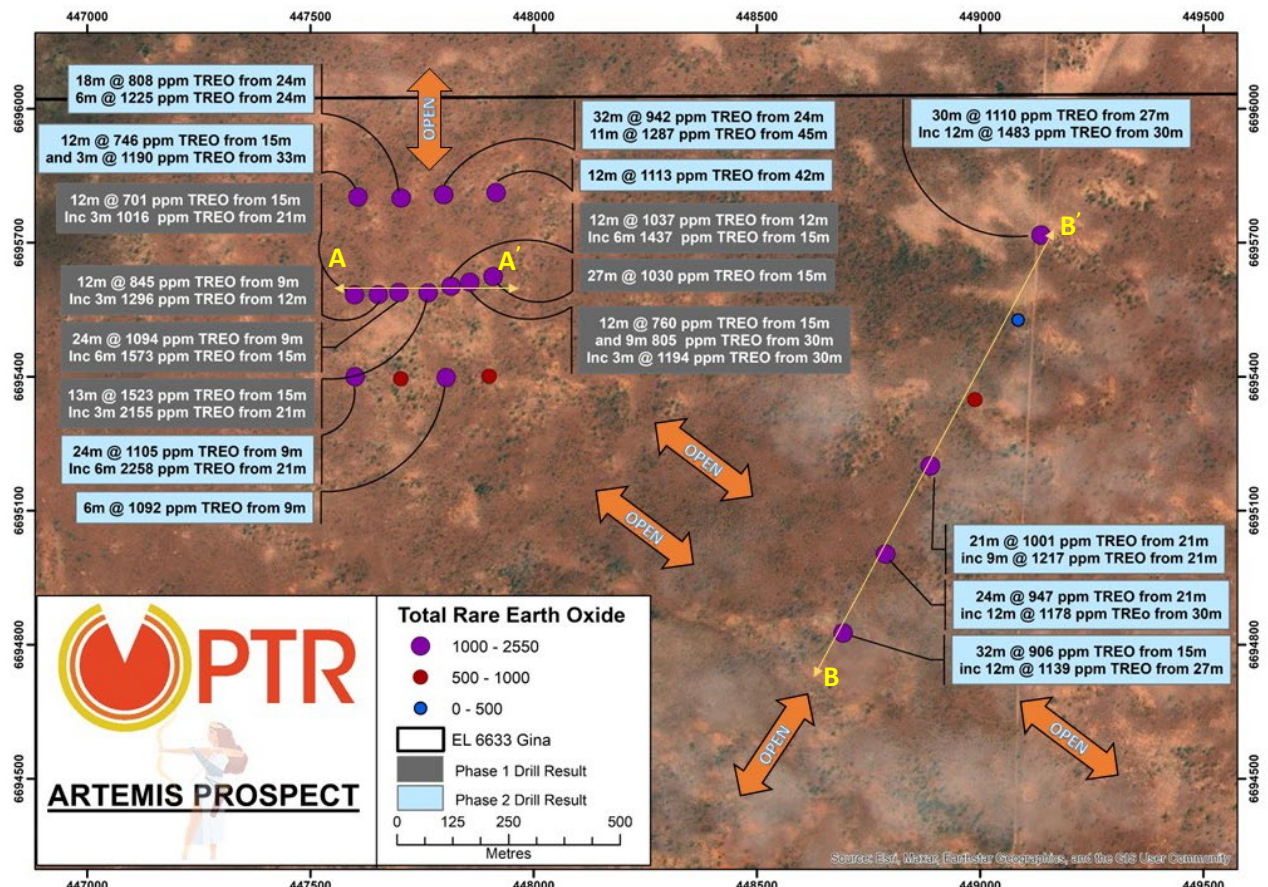 447000 447500 448000 448500 449000 449500
6696000
6695700
6695400
6695100
6694800
6694500
18m @ 808 ppm TREO from 24m
6m @ 1225 ppm TREO from 24m
12m @ 746 ppm TREO from 15m
and 3m @ 1190 ppm TREO from 33m
12m @ 701 ppm TREO from 15m
Inc 3m 1016 ppm TREO from 21m
12m @ 845 ppm TREO from 9m
Inc 3m 1296 ppm TREO from 12m
24m @ 1094 ppm TREO from 9m
Inc 6m 1573 ppm TREO from 15m
13m @ 1523 ppm TREO from 15m
Inc 3m 2155 ppm TREO from 21m
24m @ 1105 ppm TREO from 9m
Inc 6m 2258 ppm TREO from 21m
6m @ 1092 ppm TREO from 9m
OPEN
A
A'
32m @ 942 ppm TREO from 24m
11m @ 1287 ppm TREO from 45m
12m @ 1113 ppm TREO from 42m
12m @ 1037 ppm TREO from 12m
Inc 6m 1437 ppm TREO from 15m
27m @ 1030 ppm TREO from 15m
12m @ 760 ppm TREO from 15m
and 9m 805 ppm TREO from 30m
Inc 3m @ 1194 ppm TREO from 30m
30m @ 1110 ppm TREO from 27m
Inc 12m @ 1483 ppm TREO from 30m
B'
OPEN
OPEN
21m @ 1001 ppm TREO from 21m
inc 9m @ 1217 ppm TREO from 21m
24m @ 947 ppm TREO from 21m
inc 12m @ 1178 ppm TREo from 30m
32m @ 906 ppm TREO from 15m
inc 12m @ 1139 ppm TREO from 27m
B
OPEN
OPEN
PTR
ARTEMIS PROSPECT
Total Rare Earth Oxide
1000 - 2550
500 - 1000
0 - 500
EL 6633 Gina
Phase 1 Drill Result
Phase 2 Drill Result
0 125 250 500
Metres
Source: Esri, Maxar, Earthstar Geographics, and the GIS User Community
6696000
6695700
6695400
6695100
6694800
6694500
447000 447500 448000 448500 449000 449500